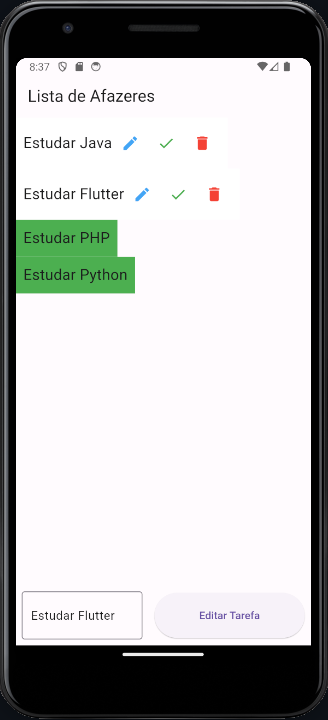 8:37
Lista de Afazeres
Estudar Java
Estudar Flutter
Estudar PHP
Estudar Python
Estudar Flutter
Editar Tarefa